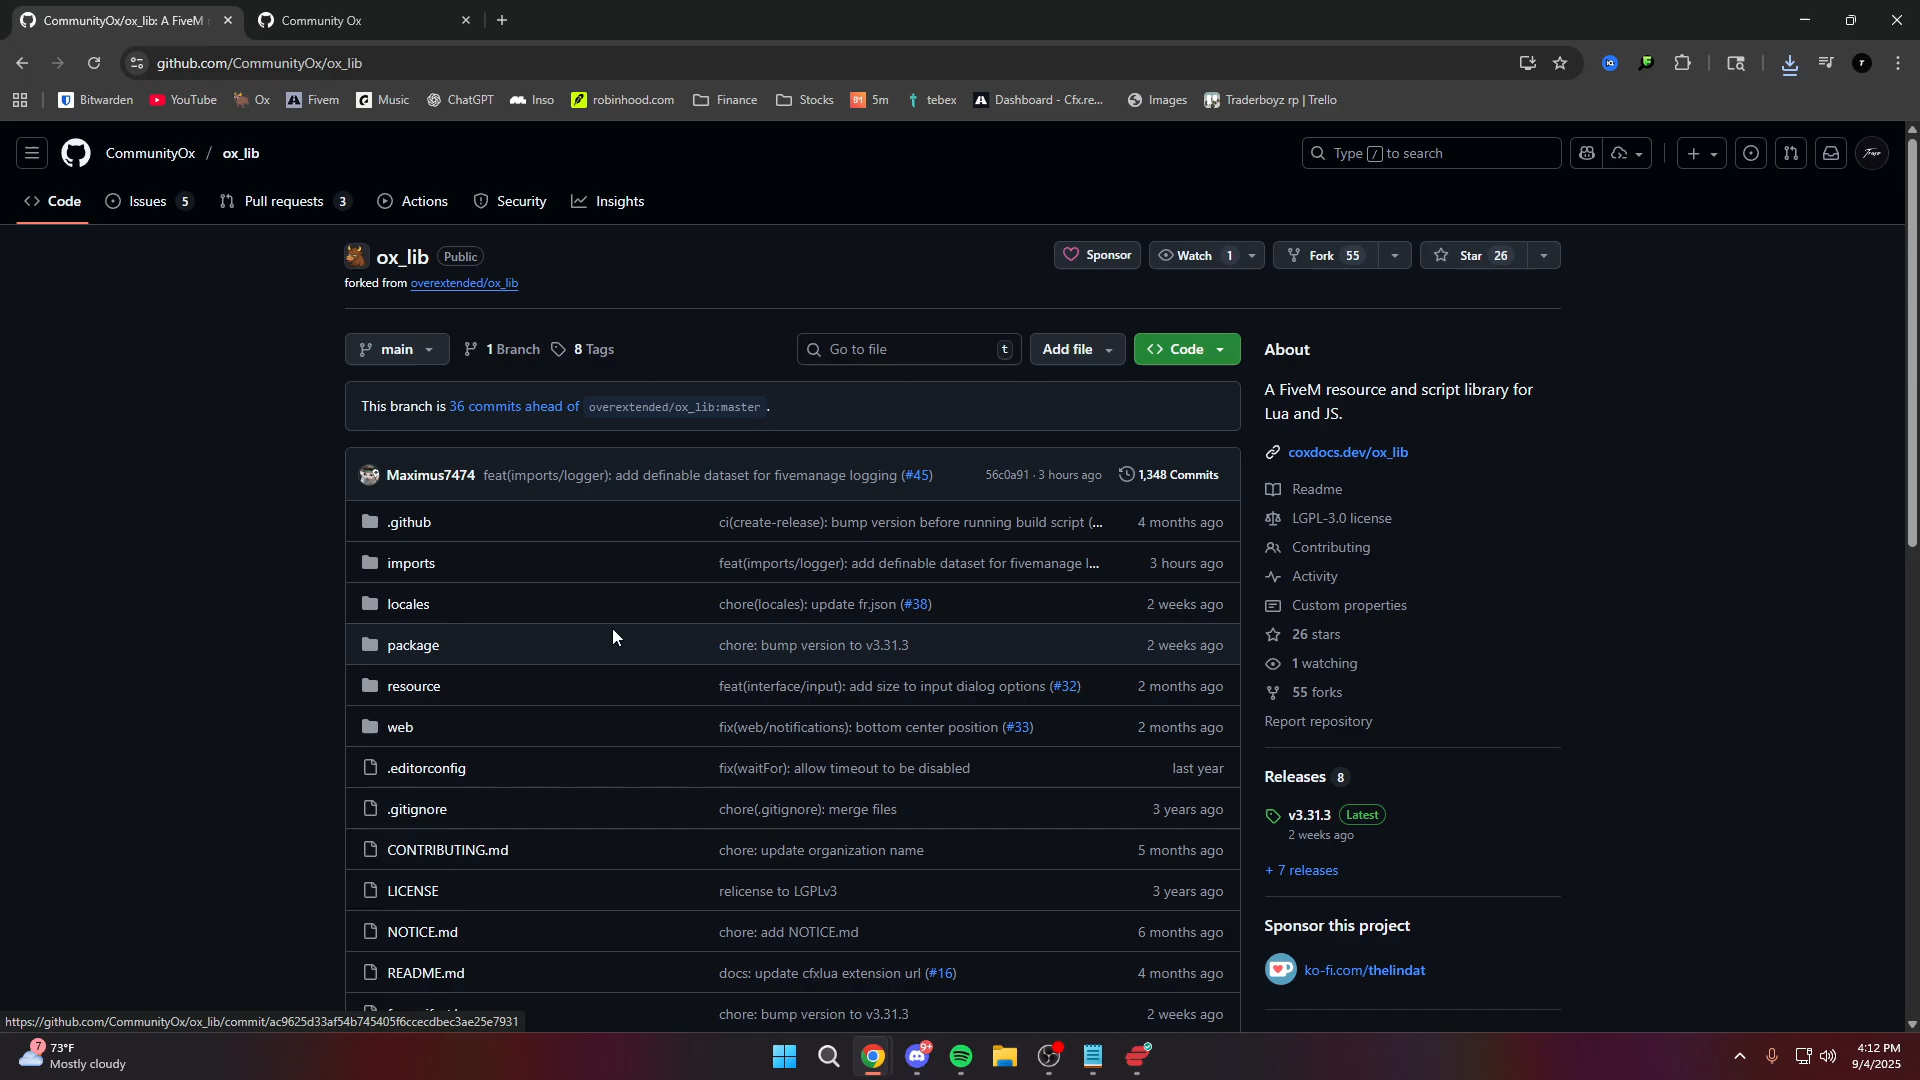 CommunityOx/ox_lib: A FiveM
Community Ox
github.com/CommunityOx/ox_lib
Bitwarden
YouTube
Ox
Fivem
Music
ChatGPT
Inso
robinhood.com
Finance
Stocks
5m
tebex
Dashboard - Cfx.re...
Images
Traderboyz rp | Trello
CommunityOx / ox_lib
Type / to search
Code
Issues 5
Pull requests 3
Actions
Security
Insights
ox_lib Public
Sponsor
Watch 1
Fork 55
Star 26
forked from overextended/ox_lib
main
1 Branch
8 Tags
Go to file t
Add file
Code
This branch is 36 commits ahead of overextended/ox_lib:master .
Maximus7474 feat(imports/logger): add definable dataset for fivemanage logging (#45) 56c0a91 · 3 hours ago 1,348 Commits
.github ci(create-release): bump version before running build script (... 4 months ago
imports feat(imports/logger): add definable dataset for fivemanage l... 3 hours ago
locales chore(locales): update fr.json (#38) 2 weeks ago
package chore: bump version to v3.31.3 2 weeks ago
resource feat(interface/input): add size to input dialog options (#32) 2 months ago
web fix(web/notifications): bottom center position (#33) 2 months ago
.editorconfig fix(waitFor): allow timeout to be disabled last year
.gitignore chore(.gitignore): merge files 3 years ago
CONTRIBUTING.md chore: update organization name 5 months ago
LICENSE relicense to LGPLv3 3 years ago
NOTICE.md chore: add NOTICE.md 6 months ago
README.md docs: update cfxlua extension url (#16) 4 months ago
chore: bump version to v3.31.3 2 weeks ago
About
A FiveM resource and script library for
Lua and JS.
coxdocs.dev/ox_lib
Readme
LGPL-3.0 license
Contributing
Activity
Custom properties
26 stars
1 watching
55 forks
Report repository
Releases 8
v3.31.3 Latest
2 weeks ago
+ 7 releases
Sponsor this project
ko-fi.com/thelindat
https://github.com/CommunityOx/ox_lib/commit/ac9625d33af54b745405f6ccecdbec3ae25e7931
7
73°F
Mostly cloudy
9+
4:12 PM
9/4/2025